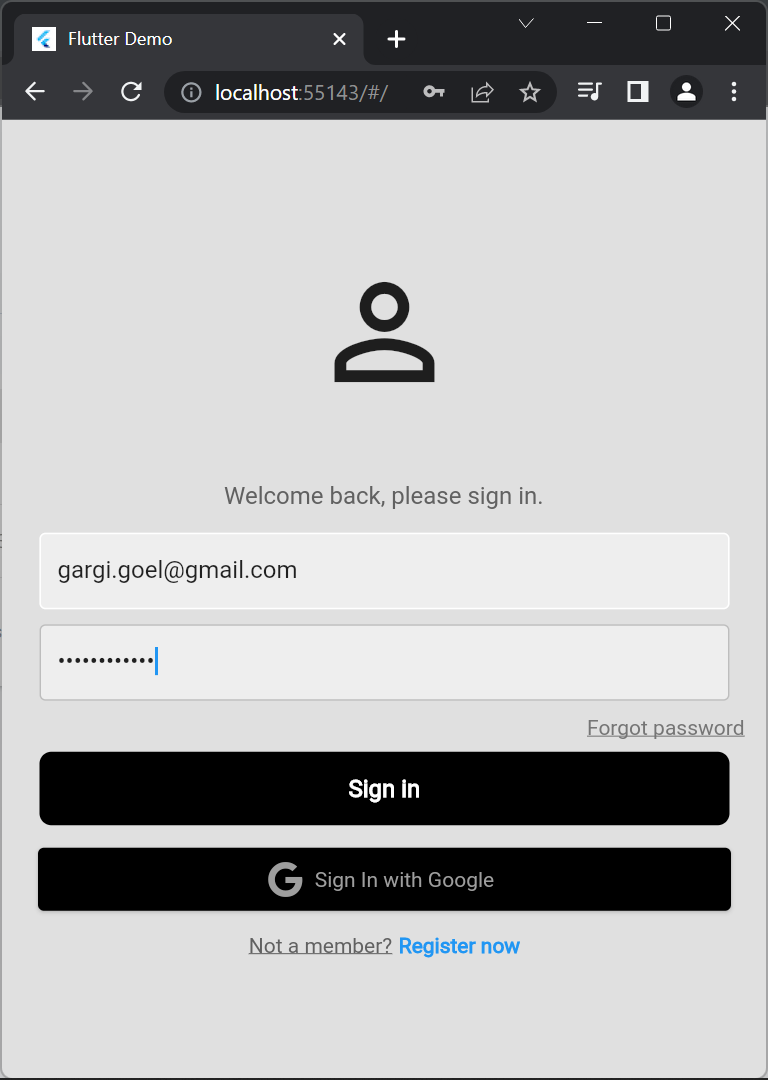 Flutter Demo
localhost:55143/#/
Welcome back, please sign in.
gargi.goel@gmail.com
••••••••••••
Forgot password
Sign in
Sign In with Google
Not a member? Register now